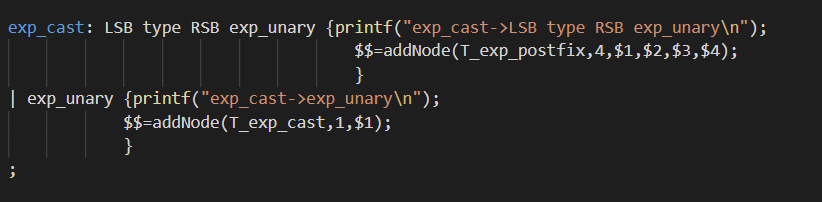 exp_cast: LSB type RSB exp_unary {printf("exp_cast->LSB type RSB exp_unary\n");
$$=addNode(T_exp_postfix,4,$1,$2,$3,$4);
}
| exp_unary {printf("exp_cast->exp_unary\n");
$$=addNode(T_exp_cast,1,$1);
}
;